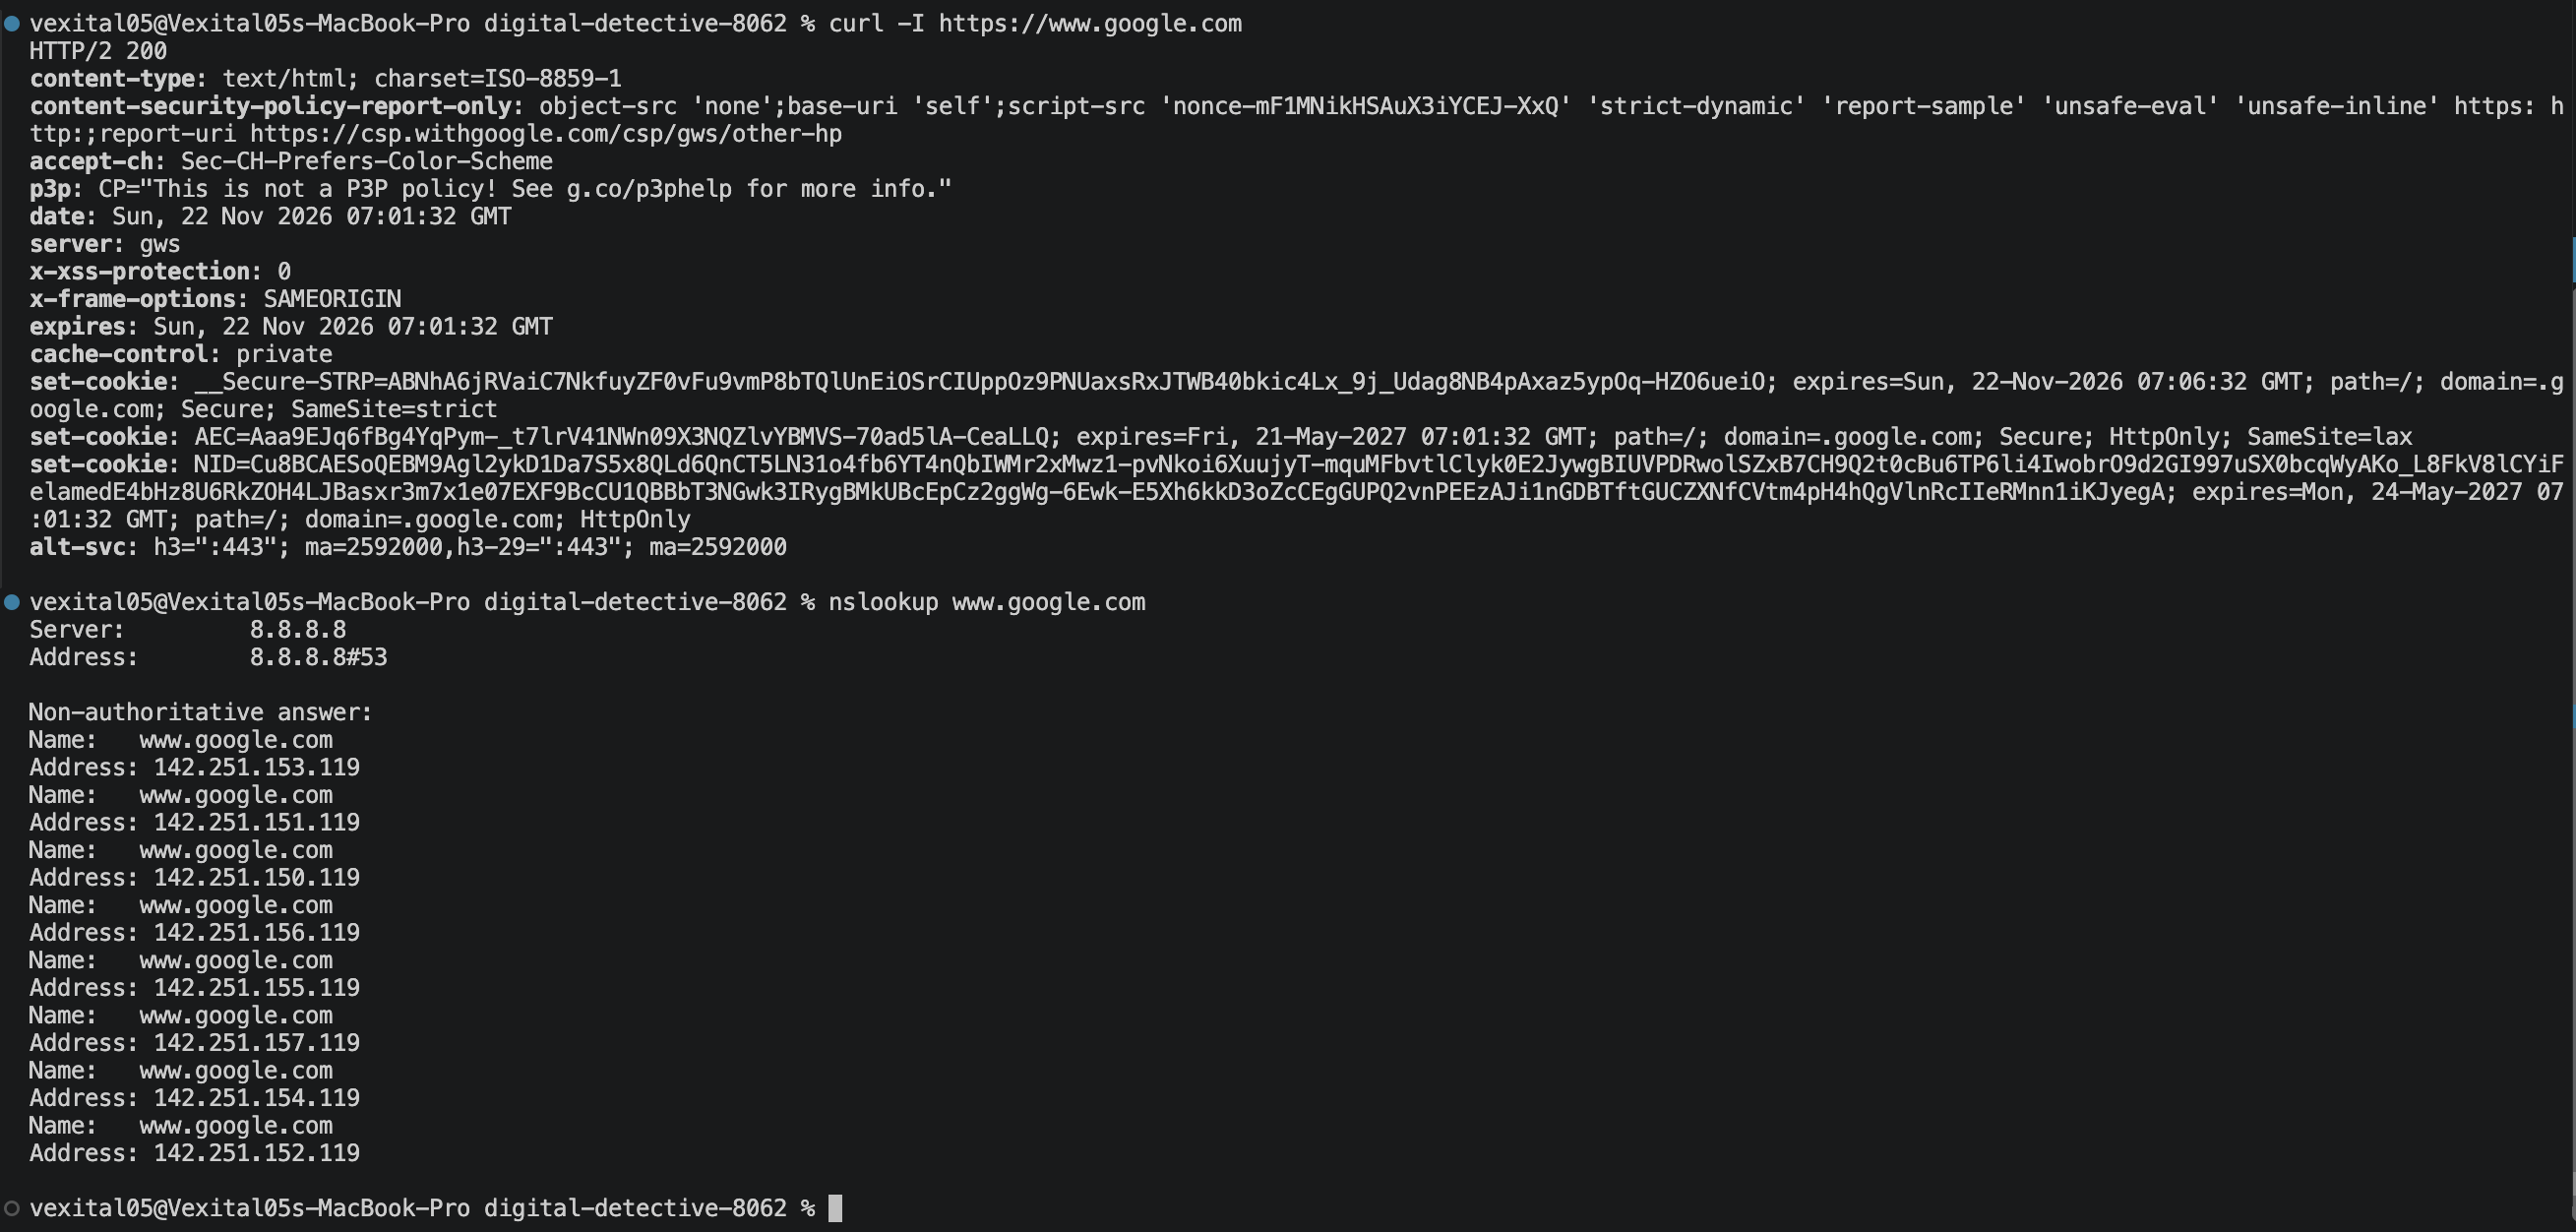 vexital05@Vexital05s-MacBook-Pro digital-detective-8062 % curl -I https://www.google.com
HTTP/2 200
content-type: text/html; charset=ISO-8859-1
content-security-policy-report-only: object-src 'none';base-uri 'self';script-src 'nonce-mF1MNikHSAuX3iYCEJ-XxQ' 'strict-dynamic' 'report-sample' 'unsafe-eval' 'unsafe-inline' https: h
ttp:;report-uri https://csp.withgoogle.com/csp/gws/other-hp
accept-ch: Sec-CH-Prefers-Color-Scheme
p3p: CP="This is not a P3P policy! See g.co/p3phelp for more info."
date: Sun, 22 Nov 2026 07:01:32 GMT
server: gws
x-xss-protection: 0
x-frame-options: SAMEORIGIN
expires: Sun, 22 Nov 2026 07:01:32 GMT
cache-control: private
set-cookie: __Secure-STRP=ABNhA6jRVaiC7NkfuyZF0vFu9vmP8bTQlUnEiOSrCIUppOz9PNUaxsRxJTWB40bkic4Lx_9j_Udag8NB4pAxaz5ypOq-HZO6ueiO; expires=Sun, 22-Nov-2026 07:06:32 GMT; path=/; domain=.g
oogle.com; Secure; SameSite=strict
set-cookie: AEC=Aaa9EJq6fBg4YqPym-_t7lrV41NWn09X3NQZlvYBMVS-70ad5lA-CeaLLQ; expires=Fri, 21-May-2027 07:01:32 GMT; path=/; domain=.google.com; Secure; HttpOnly; SameSite=lax
set-cookie: NID=Cu8BCAESoQEBM9Agl2ykD1Da7S5x8QLd6QnCT5LN31o4fb6YT4nQbIWMr2xMwz1-pvNkoi6XuujyT-mquMFbvtlClyk0E2JywgBIUVPDRwolSZxB7CH9Q2t0cBu6TP6li4IwobrO9d2GI997uSX0bcqWyAKo_L8FkV8lCYiF
elamedE4bHz8U6RkZOH4LJBasxr3m7x1e07EXF9BcCU1QBBbT3NGwk3IRygBMkUBcEpCz2ggWg-6Ewk-E5Xh6kkD3oZcCEgGUPQ2vnPEEzAJi1nGDBTftGUCZXNfCVtm4pH4hQgVlnRcIIeRMnn1iKJyegA; expires=Mon, 24-May-2027 07
:01:32 GMT; path=/; domain=.google.com; HttpOnly
alt-svc: h3=":443"; ma=2592000,h3-29=":443"; ma=2592000
vexital05@Vexital05s-MacBook-Pro digital-detective-8062 % nslookup www.google.com
Server: 8.8.8.8
Address: 8.8.8.8#53
Non-authoritative answer:
Name: www.google.com
Address: 142.251.153.119
Name: www.google.com
Address: 142.251.151.119
Name: www.google.com
Address: 142.251.150.119
Name: www.google.com
Address: 142.251.156.119
Name: www.google.com
Address: 142.251.155.119
Name: www.google.com
Address: 142.251.157.119
Name: www.google.com
Address: 142.251.154.119
Name: www.google.com
Address: 142.251.152.119
vexital05@Vexital05s-MacBook-Pro digital-detective-8062 %